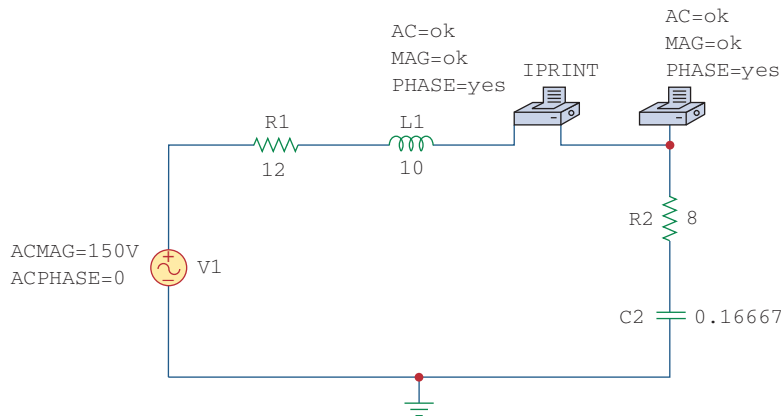 AC=ok
MAG=ok
PHASE=yes
IPRINT
AC=ok
MAG=ok
PHASE=yes
R1
12
L1
10
R2
8
ACMAG=150V
ACPHASE=0
V1
C2
0.16667